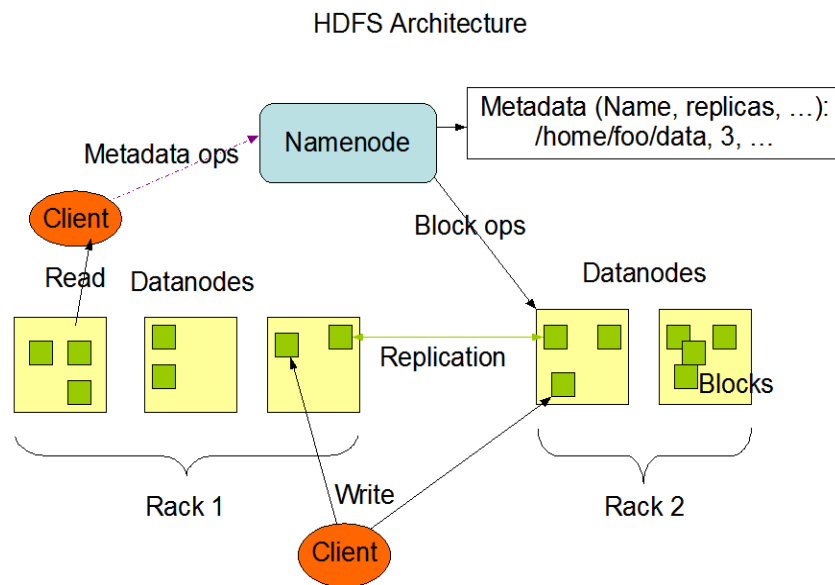 HDFS Architecture
Metadata (Name, replicas, …):
/home/foo/data, 3, …
Namenode
Metadata ops
Client
Block ops
Read
Datanodes
Datanodes
Replication
Blocks
Rack 1
Write
Rack 2
Client